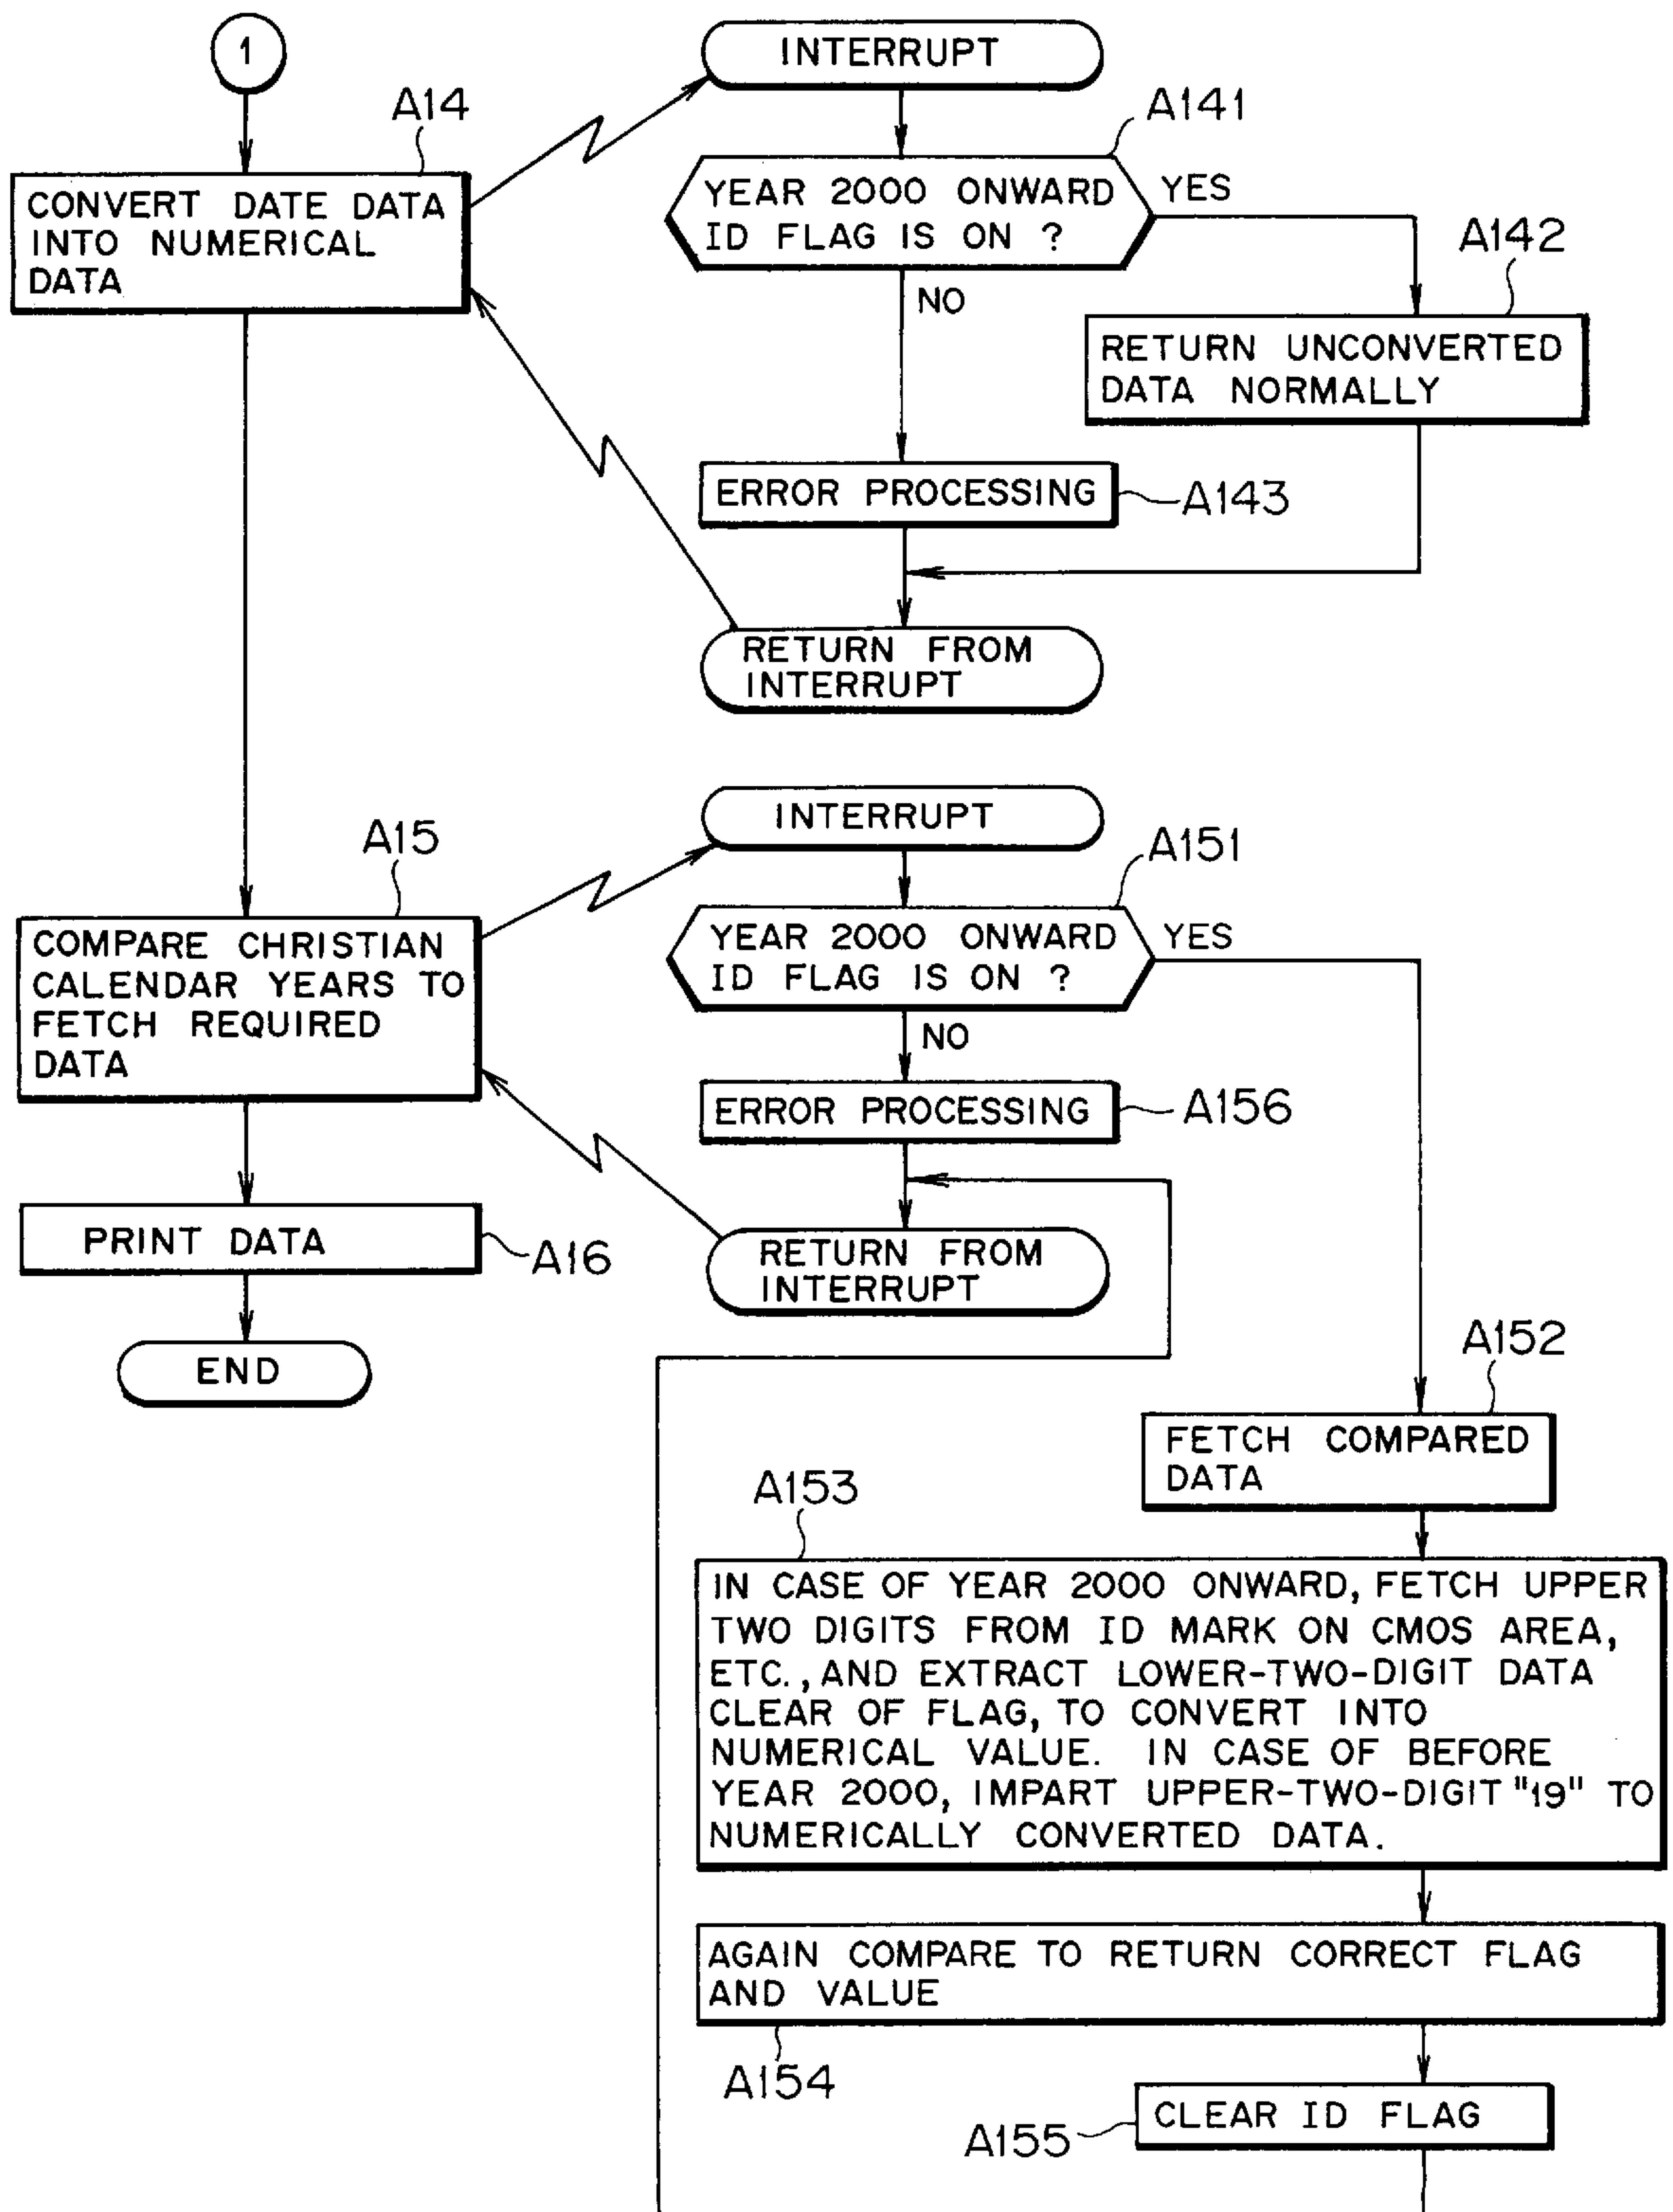 1
A14
CONVERT DATE DATA
INTO NUMERICAL
DATA
INTERRUPT
A141
YEAR 2000 ONWARD
ID FLAG IS ON ?
YES
NO
A142
RETURN UNCONVERTED
DATA NORMALLY
ERROR PROCESSING
A143
RETURN FROM
INTERRUPT
A15
COMPARE CHRISTIAN
CALENDAR YEARS TO
FETCH REQUIRED
DATA
INTERRUPT
A151
YEAR 2000 ONWARD
ID FLAG IS ON ?
YES
NO
ERROR PROCESSING
A156
RETURN FROM
INTERRUPT
PRINT DATA
A16
END
A152
FETCH COMPARED
DATA
A153
IN CASE OF YEAR 2000 ONWARD, FETCH UPPER
TWO DIGITS FROM ID MARK ON CMOS AREA,
ETC., AND EXTRACT LOWER-TWO-DIGIT DATA
CLEAR OF FLAG, TO CONVERT INTO
NUMERICAL VALUE. IN CASE OF BEFORE
YEAR 2000, IMPART UPPER-TWO-DIGIT "19" TO
NUMERICALLY CONVERTED DATA.
AGAIN COMPARE TO RETURN CORRECT FLAG
AND VALUE
A154
CLEAR ID FLAG
A155